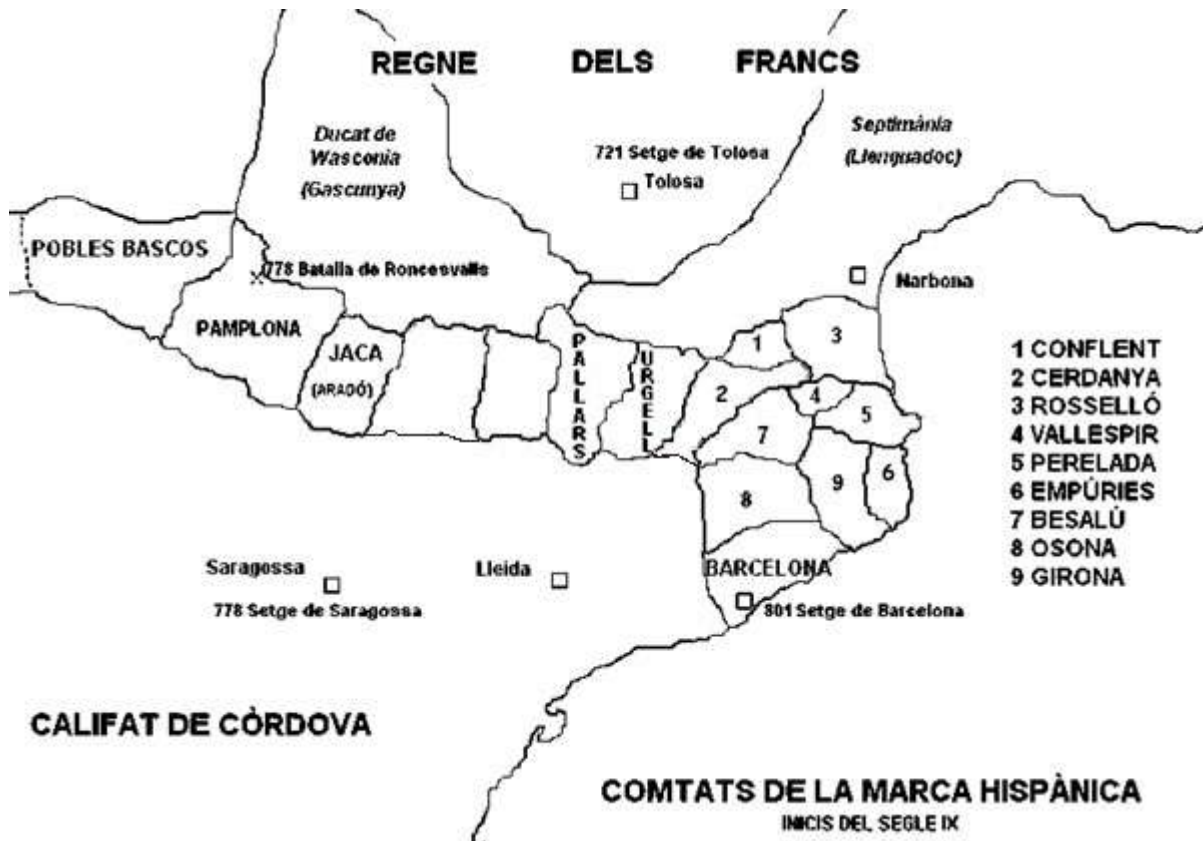 REGNE DELS FRANCS
Ducat de
Wasconia
(Gascunya)
721 Setge de Tolosa
Tolosa
Septimània
(Llenguadoc)
POBLES BASCOS
778 Batalla de Roncesvalls
Narbona
PAMPLONA
JACA
(ARAGÓ)
PALLARS
URGELL
1
2
3
4
5
6
7
8
9
1 CONFLENT
2 CERDANYA
3 ROSSELLÓ
4 VALLESPIR
5 PERELADA
6 EMPÚRIES
7 BESALÚ
8 OSONA
9 GIRONA
Saragossa
778 Setge de Saragossa
Lleida
BARCELONA
801 Setge de Barcelona
CALIFAT DE CÒRDOVA
COMTATS DE LA MARCA HISPÀNICA
INICIS DEL SEGLE IX